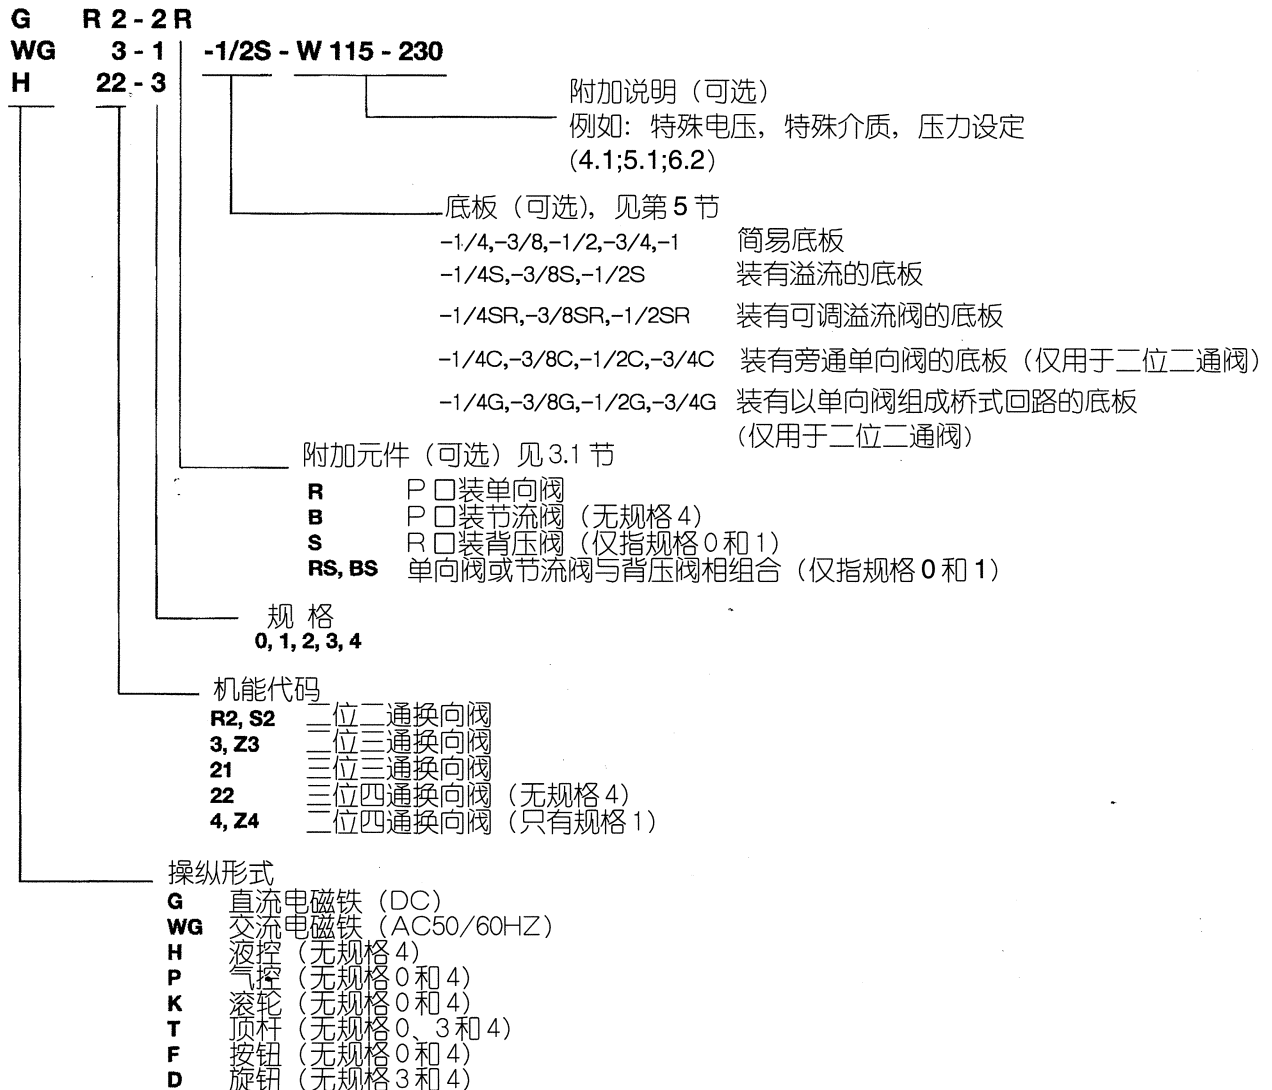 G R 2 - 2 R
WG 3 - 1 -1/2S - W 115 - 230
H 22 - 3
附加说明（可选）
例如：特殊电压，特殊介质，压力设定
(4.1;5.1;6.2)
底板（可选），见第 5 节
-1/4,-3/8,-1/2,-3/4,-1 简易底板
-1/4S,-3/8S,-1/2S 装有溢流的底板
-1/4SR,-3/8SR,-1/2SR 装有可调溢流阀的底板
-1/4C,-3/8C,-1/2C,-3/4C 装有旁通单向阀的底板（仅用于二位二通阀）
-1/4G,-3/8G,-1/2G,-3/4G 装有以单向阀组成桥式回路的底板
（仅用于二位二通阀）
附加元件（可选）见 3.1 节
R P 口装单向阀
B P 口装节流阀（无规格 4）
S R 口装背压阀（仅指规格 0 和 1）
RS, BS 单向阀或节流阀与背压阀相组合（仅指规格 0 和 1）
规 格
0, 1, 2, 3, 4
机能代码
R2, S2 二位二通换向阀
3, Z3 二位三通换向阀
21 三位三通换向阀
22 三位四通换向阀（无规格 4）
4, Z4 二位四通换向阀（只有规格 1）
操纵形式
G 直流电磁铁（DC）
WG 交流电磁铁（AC50/60HZ）
H 液控（无规格 4）
P 气控（无规格 0 和 4）
K 滚轮（无规格 0 和 4）
T 顶杆（无规格 0、3 和 4）
F 按钮（无规格 0 和 4）
D 旋钮（无规格 3 和 4）